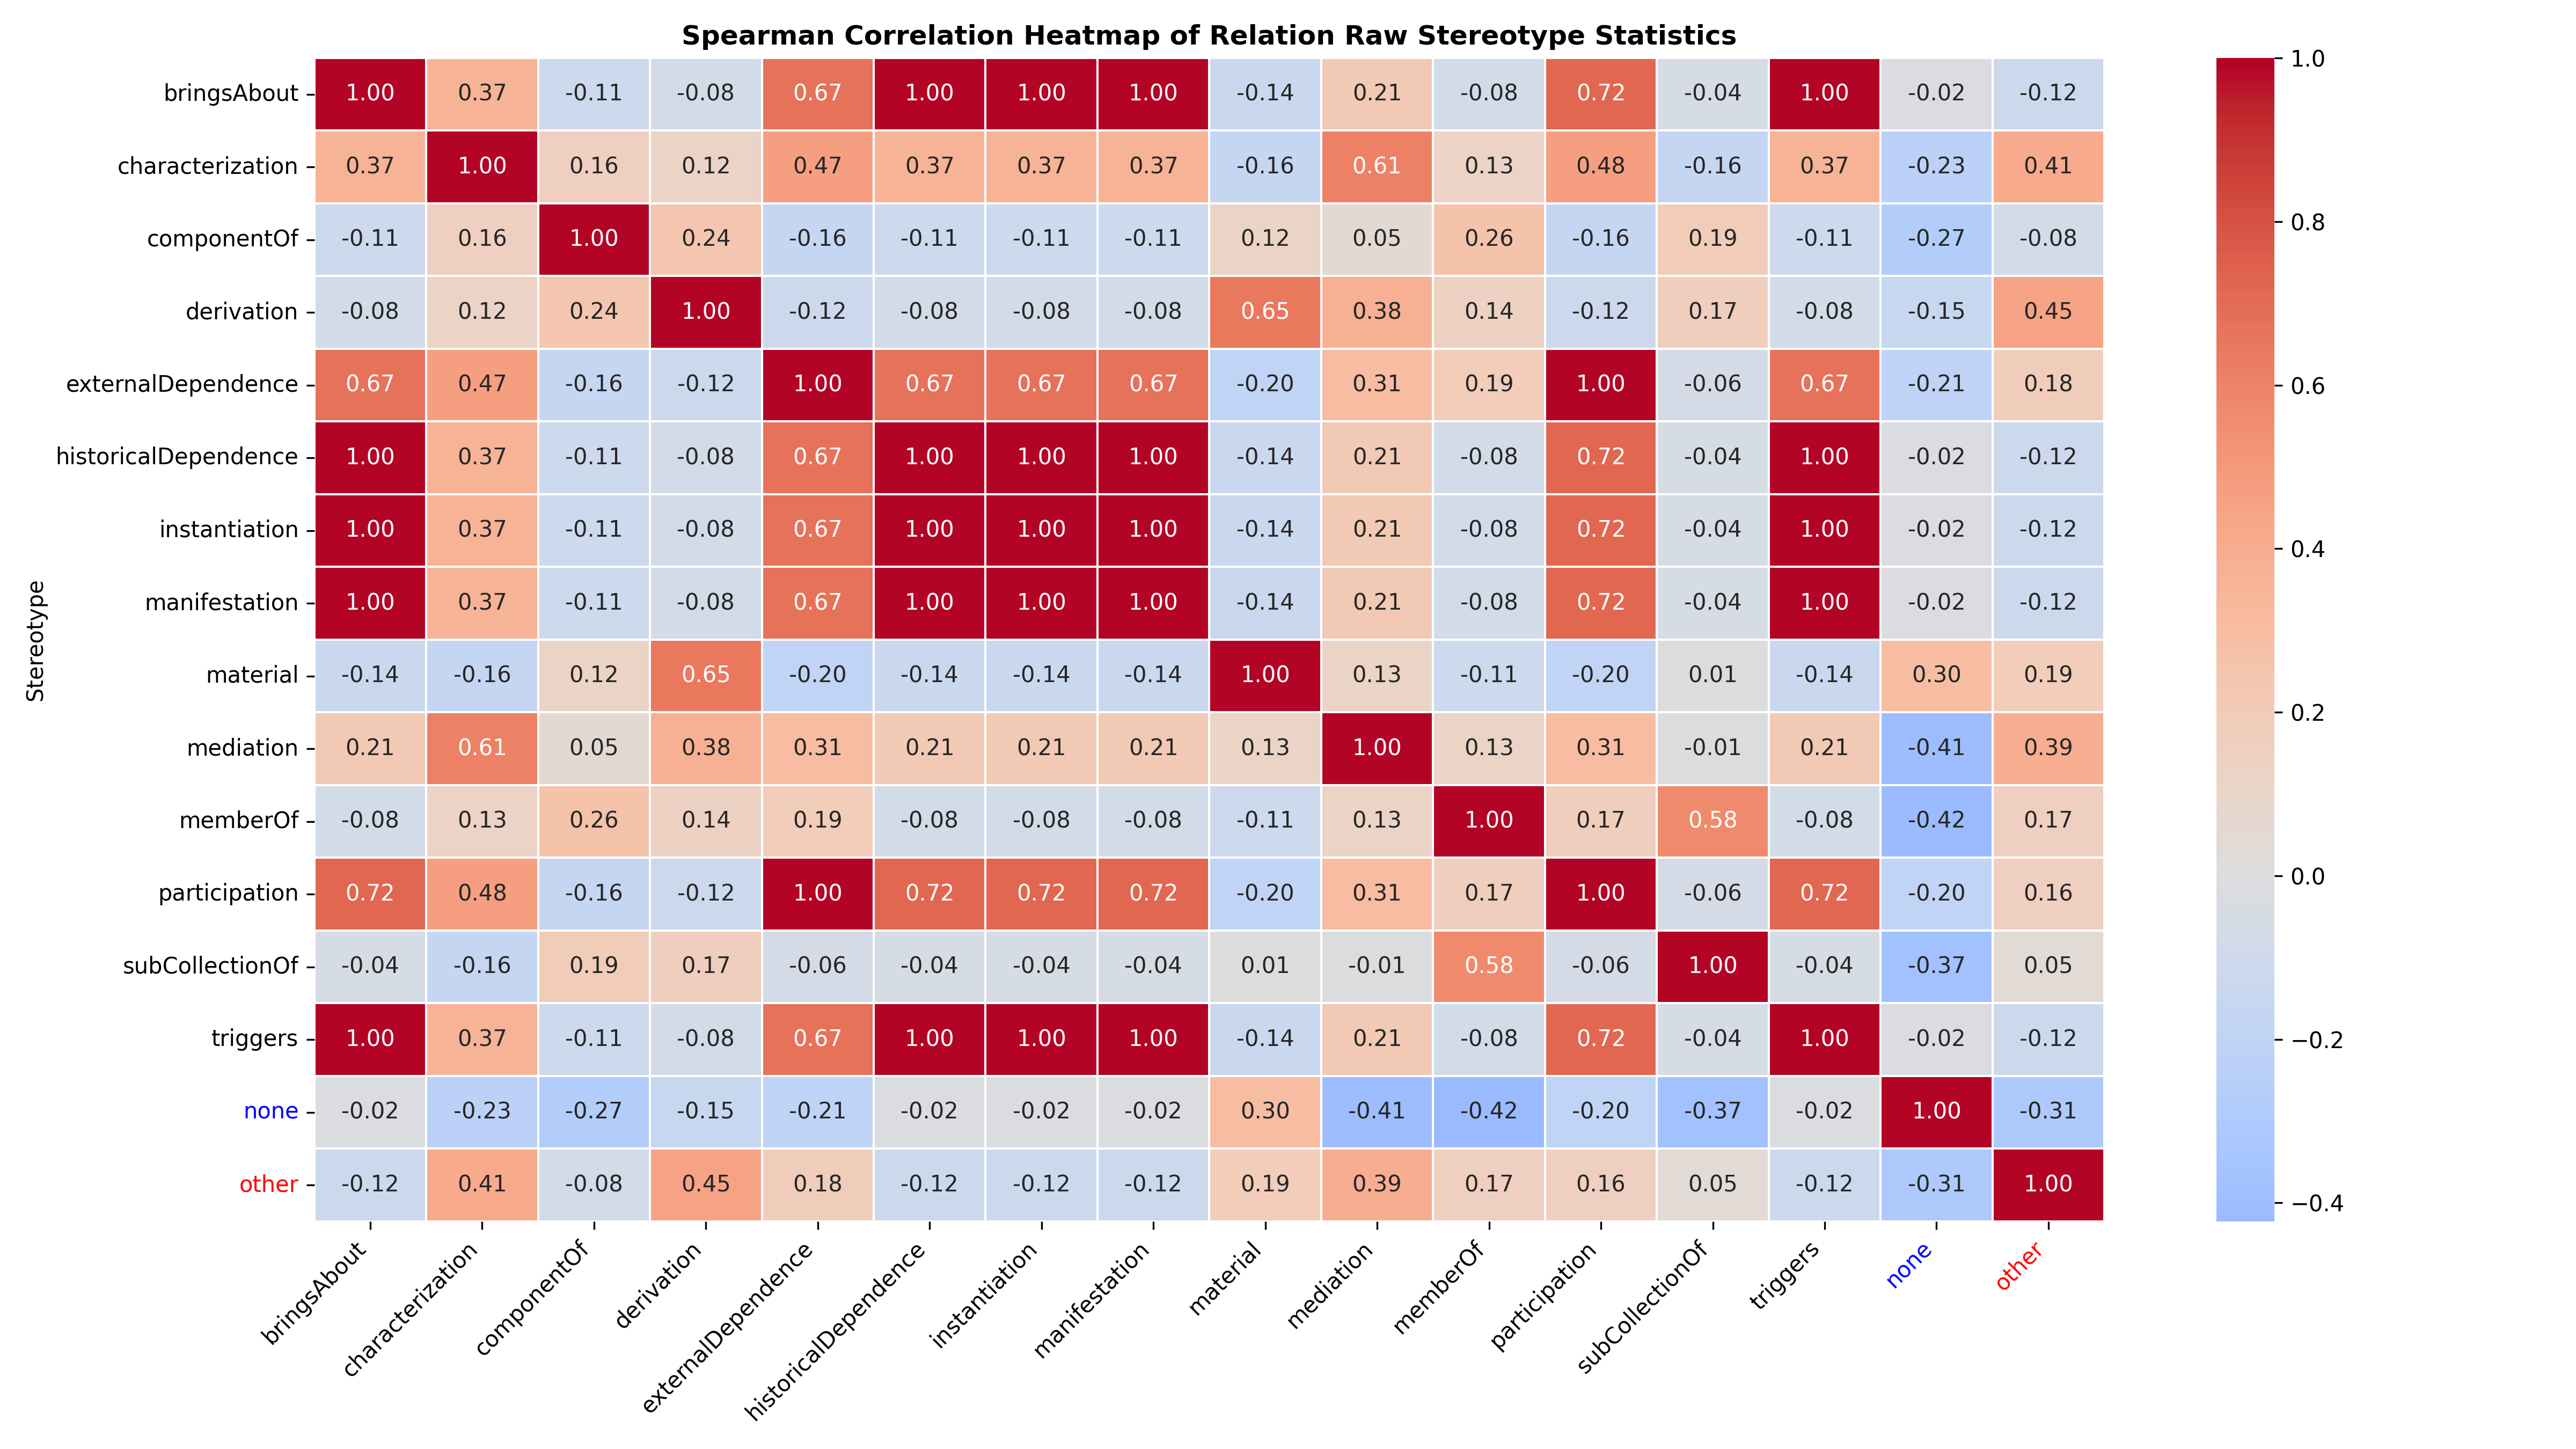 Spearman Correlation Heatmap of Relation Raw Stereotype Statistics
Stereotype
bringsAbout 1.00 0.37 -0.11 -0.08 0.67 1.00 1.00 1.00 -0.14 0.21 -0.08 0.72 -0.04 1.00 -0.02 -0.12
characterization 0.37 1.00 0.16 0.12 0.47 0.37 0.37 0.37 -0.16 0.61 0.13 0.48 -0.16 0.37 -0.23 0.41
componentOf -0.11 0.16 1.00 0.24 -0.16 -0.11 -0.11 -0.11 0.12 0.05 0.26 -0.16 0.19 -0.11 -0.27 -0.08
derivation -0.08 0.12 0.24 1.00 -0.12 -0.08 -0.08 -0.08 0.65 0.38 0.14 -0.12 0.17 -0.08 -0.15 0.45
externalDependence 0.67 0.47 -0.16 -0.12 1.00 0.67 0.67 0.67 -0.20 0.31 0.19 1.00 -0.06 0.67 -0.21 0.18
historicalDependence 1.00 0.37 -0.11 -0.08 0.67 1.00 1.00 1.00 -0.14 0.21 -0.08 0.72 -0.04 1.00 -0.02 -0.12
instantiation 1.00 0.37 -0.11 -0.08 0.67 1.00 1.00 1.00 -0.14 0.21 -0.08 0.72 -0.04 1.00 -0.02 -0.12
manifestation 1.00 0.37 -0.11 -0.08 0.67 1.00 1.00 1.00 -0.14 0.21 -0.08 0.72 -0.04 1.00 -0.02 -0.12
material -0.14 -0.16 0.12 0.65 -0.20 -0.14 -0.14 -0.14 1.00 0.13 -0.11 -0.20 0.01 -0.14 0.30 0.19
mediation 0.21 0.61 0.05 0.38 0.31 0.21 0.21 0.21 0.13 1.00 0.13 0.31 -0.01 0.21 -0.41 0.39
memberOf -0.08 0.13 0.26 0.14 0.19 -0.08 -0.08 -0.08 -0.11 0.13 1.00 0.17 0.58 -0.08 -0.42 0.17
participation 0.72 0.48 -0.16 -0.12 1.00 0.72 0.72 0.72 -0.20 0.31 0.17 1.00 -0.06 0.72 -0.20 0.16
subCollectionOf -0.04 -0.16 0.19 0.17 -0.06 -0.04 -0.04 -0.04 0.01 -0.01 0.58 -0.06 1.00 -0.04 -0.37 0.05
triggers 1.00 0.37 -0.11 -0.08 0.67 1.00 1.00 1.00 -0.14 0.21 -0.08 0.72 -0.04 1.00 -0.02 -0.12
none -0.02 -0.23 -0.27 -0.15 -0.21 -0.02 -0.02 -0.02 0.30 -0.41 -0.42 -0.20 -0.37 -0.02 1.00 -0.31
other -0.12 0.41 -0.08 0.45 0.18 -0.12 -0.12 -0.12 0.19 0.39 0.17 0.16 0.05 -0.12 -0.31 1.00
bringsAbout characterization componentOf derivation externalDependence historicalDependence instantiation manifestation material mediation memberOf participation subCollectionOf triggers none other
1.0
0.8
0.6
0.4
0.2
0.0
−0.2
−0.4